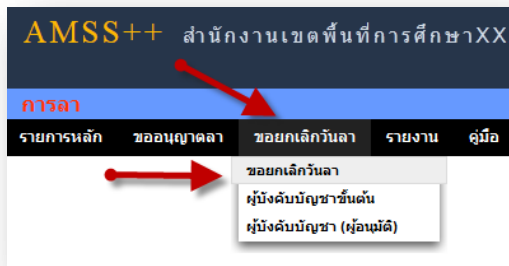 AMSS++ สำนักงานเขตพื้นที่การศึกษาXX
การลา
รายการหลัก ขออนุญาตลา ขอยกเลิกวันลา รายงาน คู่มือ
ขอยกเลิกวันลา
ผู้บังคับบัญชาขั้นต้น
ผู้บังคับบัญชา (ผู้อนุมัติ)